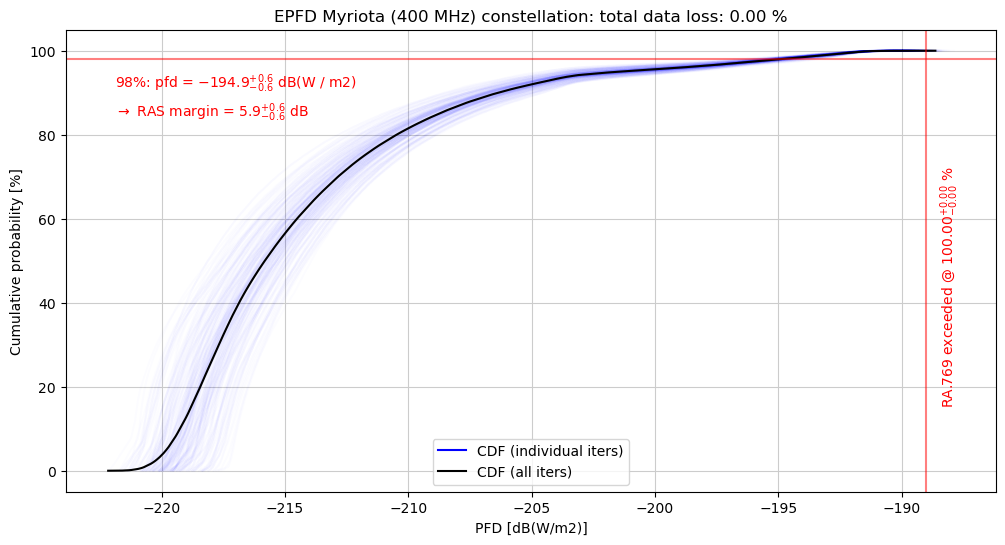 EPFD Myriota (400 MHz) constellation: total data loss: 0.00 %
Cumulative probability [%]
100
80
60
40
20
0
98%: pfd = −194.9+0.6−0.6 dB(W / m2)
→ RAS margin = 5.9+0.6−0.6 dB
RA.769 exceeded @ 100.00+0.00−0.00 %
CDF (individual iters)
CDF (all iters)
−220 −215 −210 −205 −200 −195 −190
PFD [dB(W/m2)]